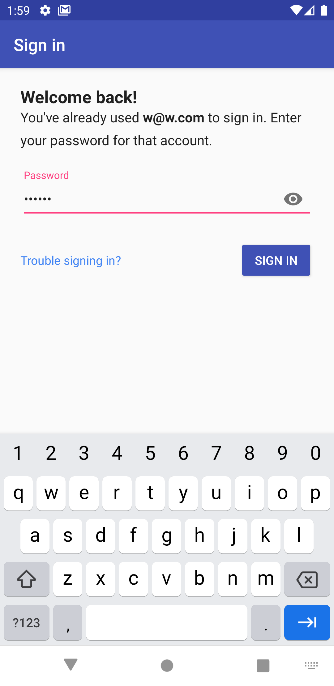 1:59
Sign in
Welcome back!
You've already used w@w.com to sign in. Enter
your password for that account.
Password
••••••
Trouble signing in?
SIGN IN
1 2 3 4 5 6 7 8 9 0
q w e r t y u i o p
a s d f g h j k l
z x c v b n m
?123 , .